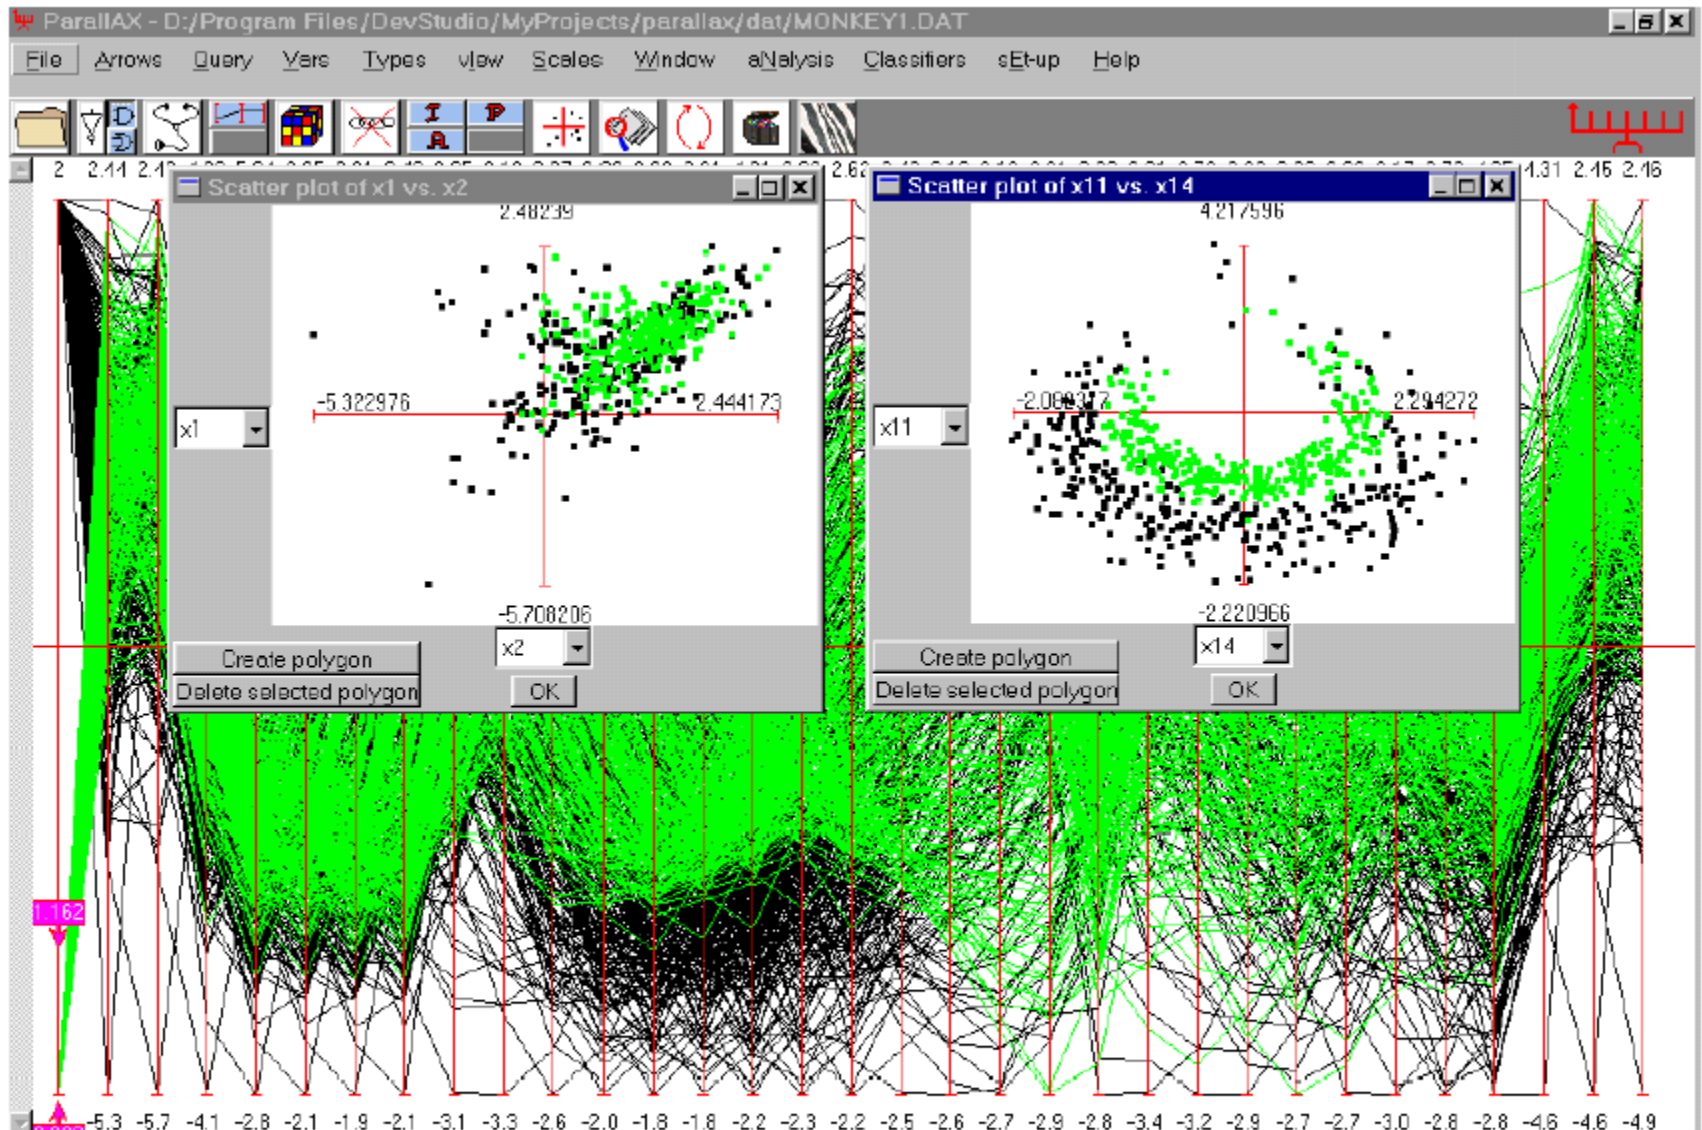 ParallAX - D:/Program Files/DevStudio/MyProjects/parallax/dat/MONKEY1.DAT
File Arrows Query Vars Types vIew Scales Window aNalysis Classifiers sEt-up Help
I P
A
2 2.44 2.4 2.62 4.31 2.45 2.46
Scatter plot of x1 vs. x2
2.48239
-5.322976 2.444173
x1
-5.708206
x2
Create polygon
Delete selected polygon
OK
Scatter plot of x11 vs. x14
4.217596
2.294272
x11
-2.220966
x14
Create polygon
Delete selected polygon
OK
1.162
-5.3 -5.7 -4.1 -2.8 -2.1 -1.9 -2.1 -3.1 -3.3 -2.6 -2.0 -1.8 -1.8 -2.2 -2.3 -2.2 -2.5 -2.6 -2.7 -2.9 -2.8 -3.4 -3.2 -2.9 -2.7 -2.7 -3.0 -2.8 -2.8 -4.6 -4.6 -4.9